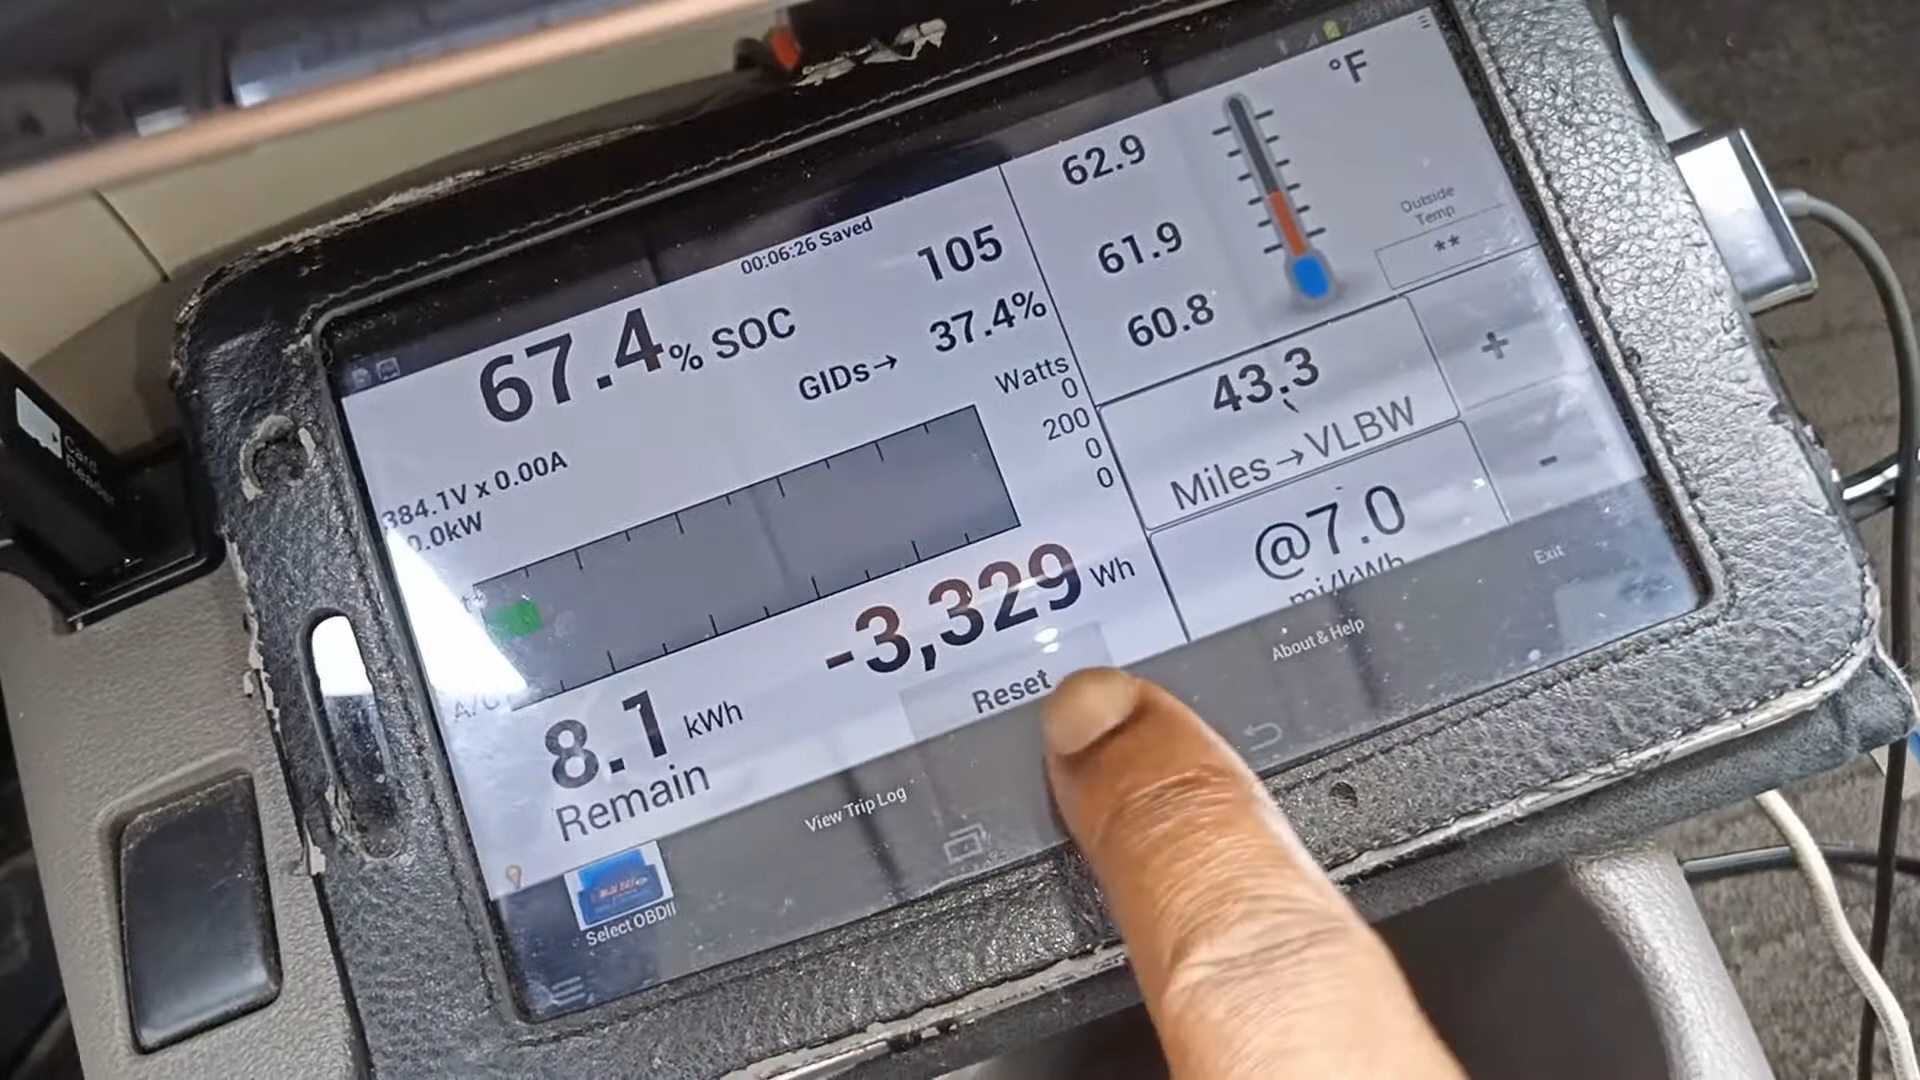 °F
62.9
61.9
60.8
Outside
Temp
**
00:06:26 Saved
105
67.4% SOC
GIDs→ 37.4%
Watts
0
200
0
0
384.1V x 0.00A
0.0kW
43.3
Miles→VLBW
+
-
@7.0
mi/kWh
-3,329 Wh
Reset
8.1 kWh
Remain
A/C
View Trip Log
About & Help
Exit
Select OBDII
Card